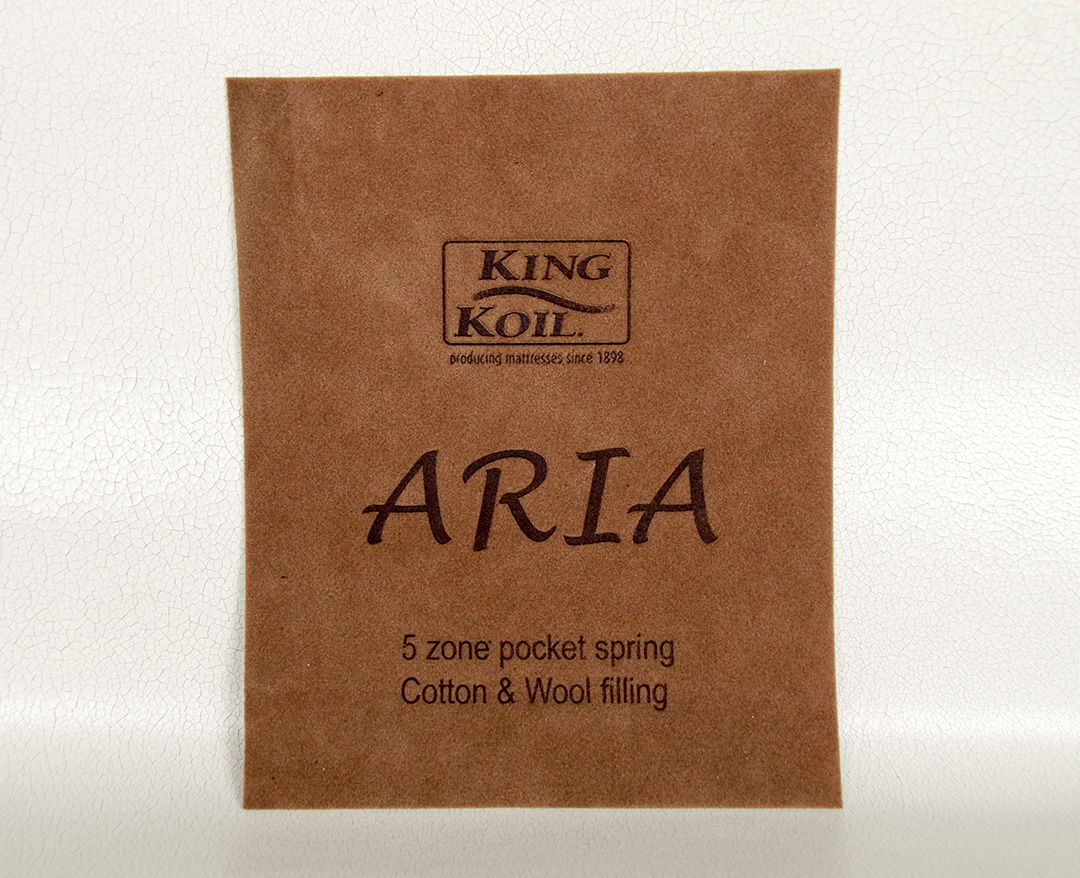 KING
KOIL.
producing mattresses since 1898
ARIA
5 zone pocket spring
Cotton & Wool filling